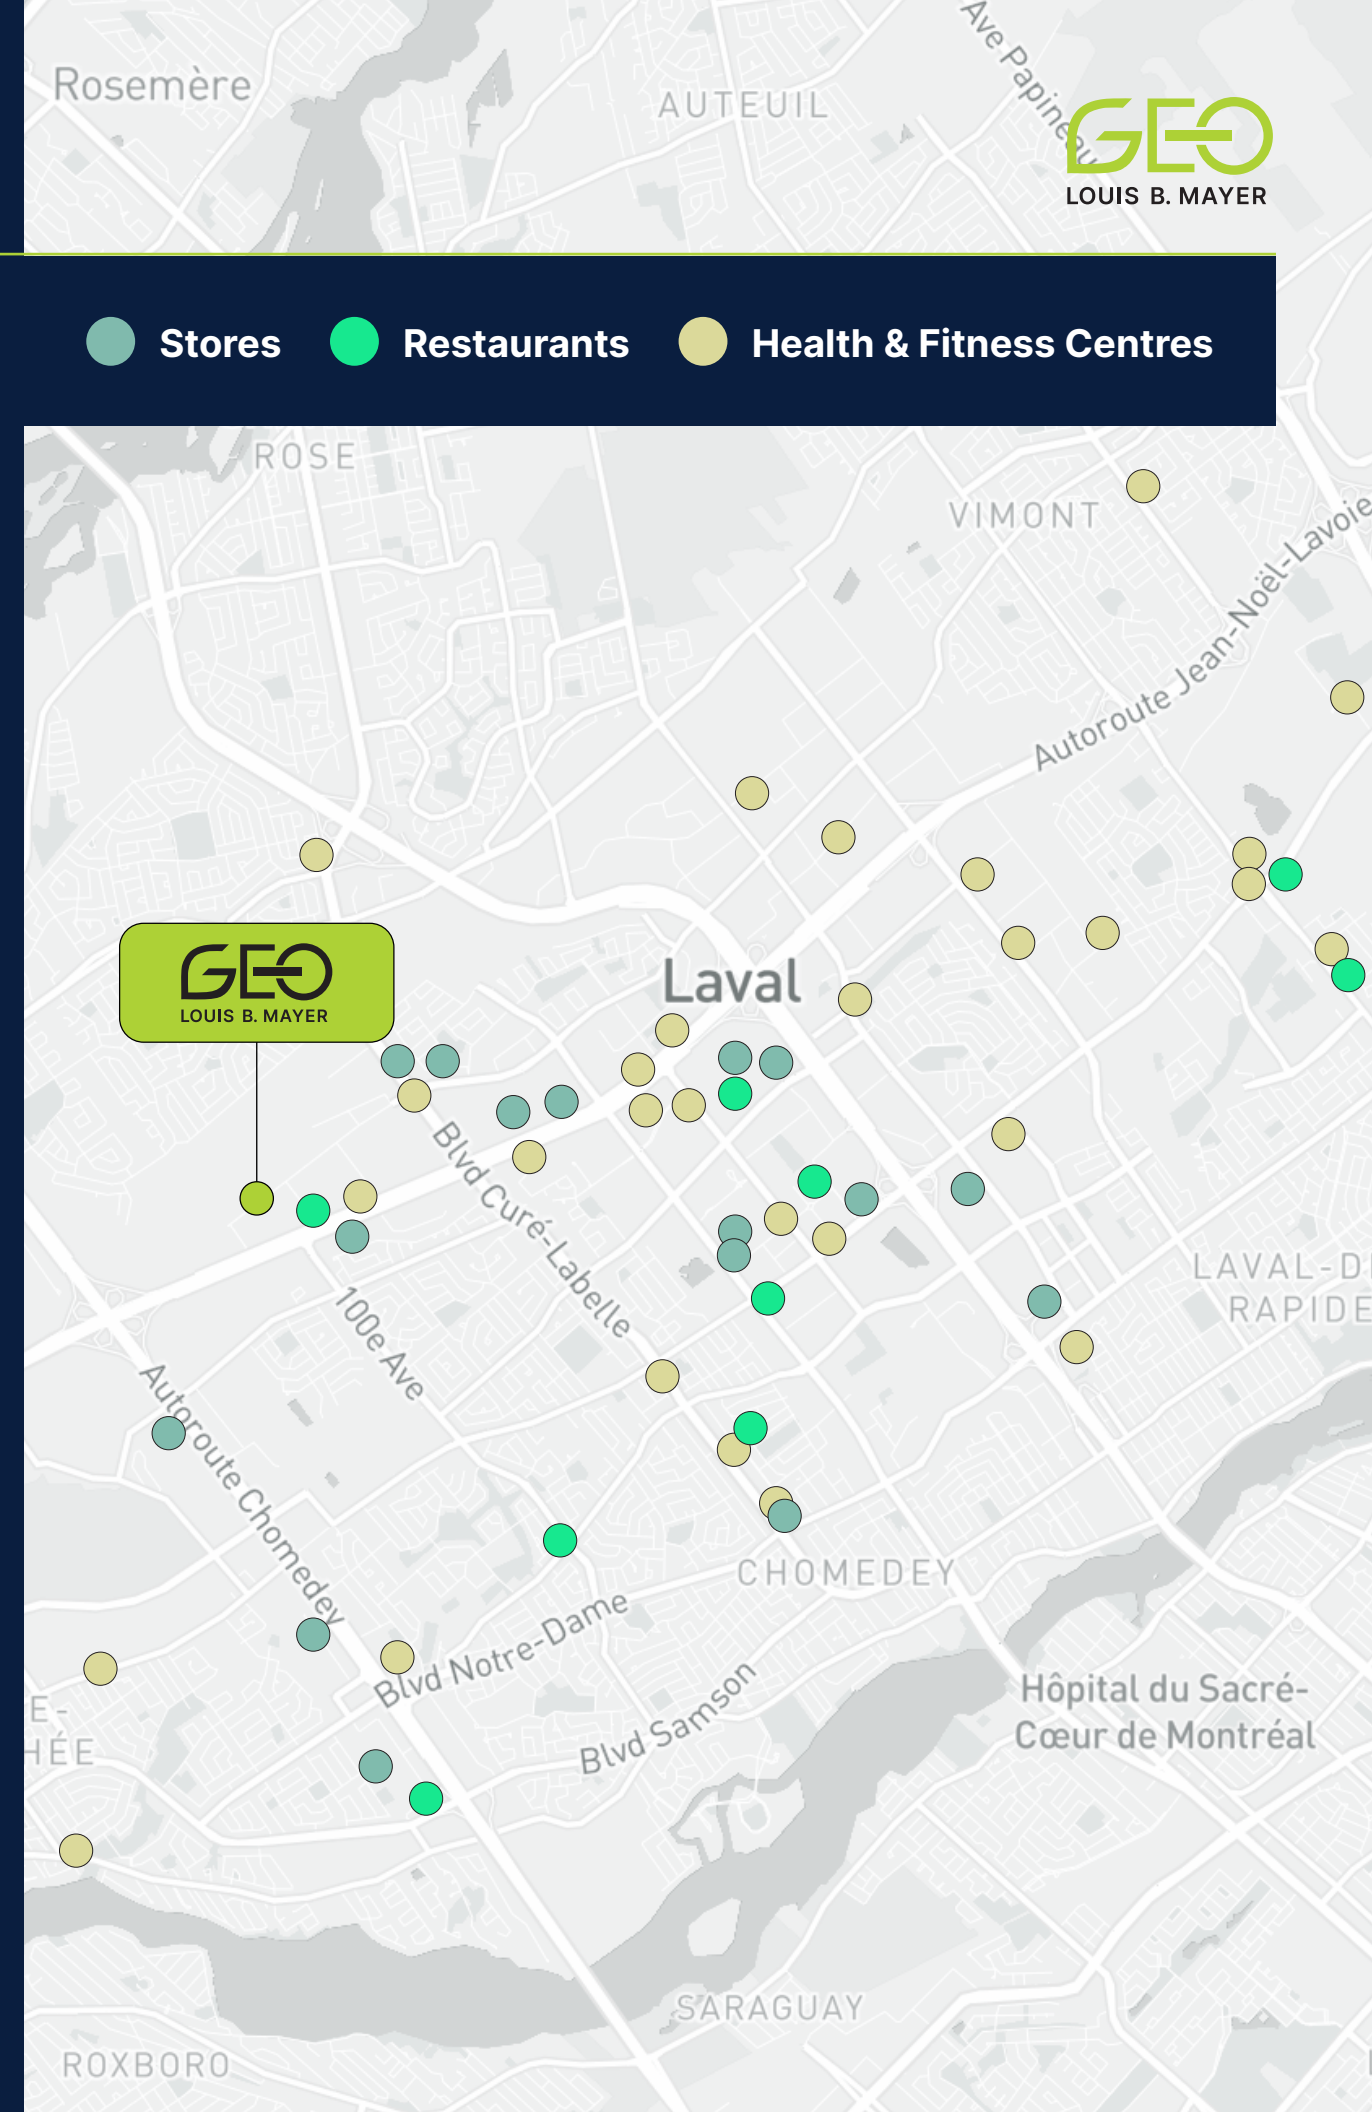 Rosemère
AUTEUIL
Ave Papineau
GEO
LOUIS B. MAYER
Stores
Restaurants
Health & Fitness Centres
ROSE
VIMONT
Autoroute Jean-Noël-Lavoie
GEO
LOUIS B. MAYER
Laval
Blvd Curé-Labelle
100e Ave
LAVAL-D
RAPIDE
Autoroute Chomedey
CHOMEDEY
Blvd Notre-Dame
Blvd Samson
Hôpital du Sacré-
Cœur de Montréal
E-
HÉE
SARAGUAY
ROXBORO